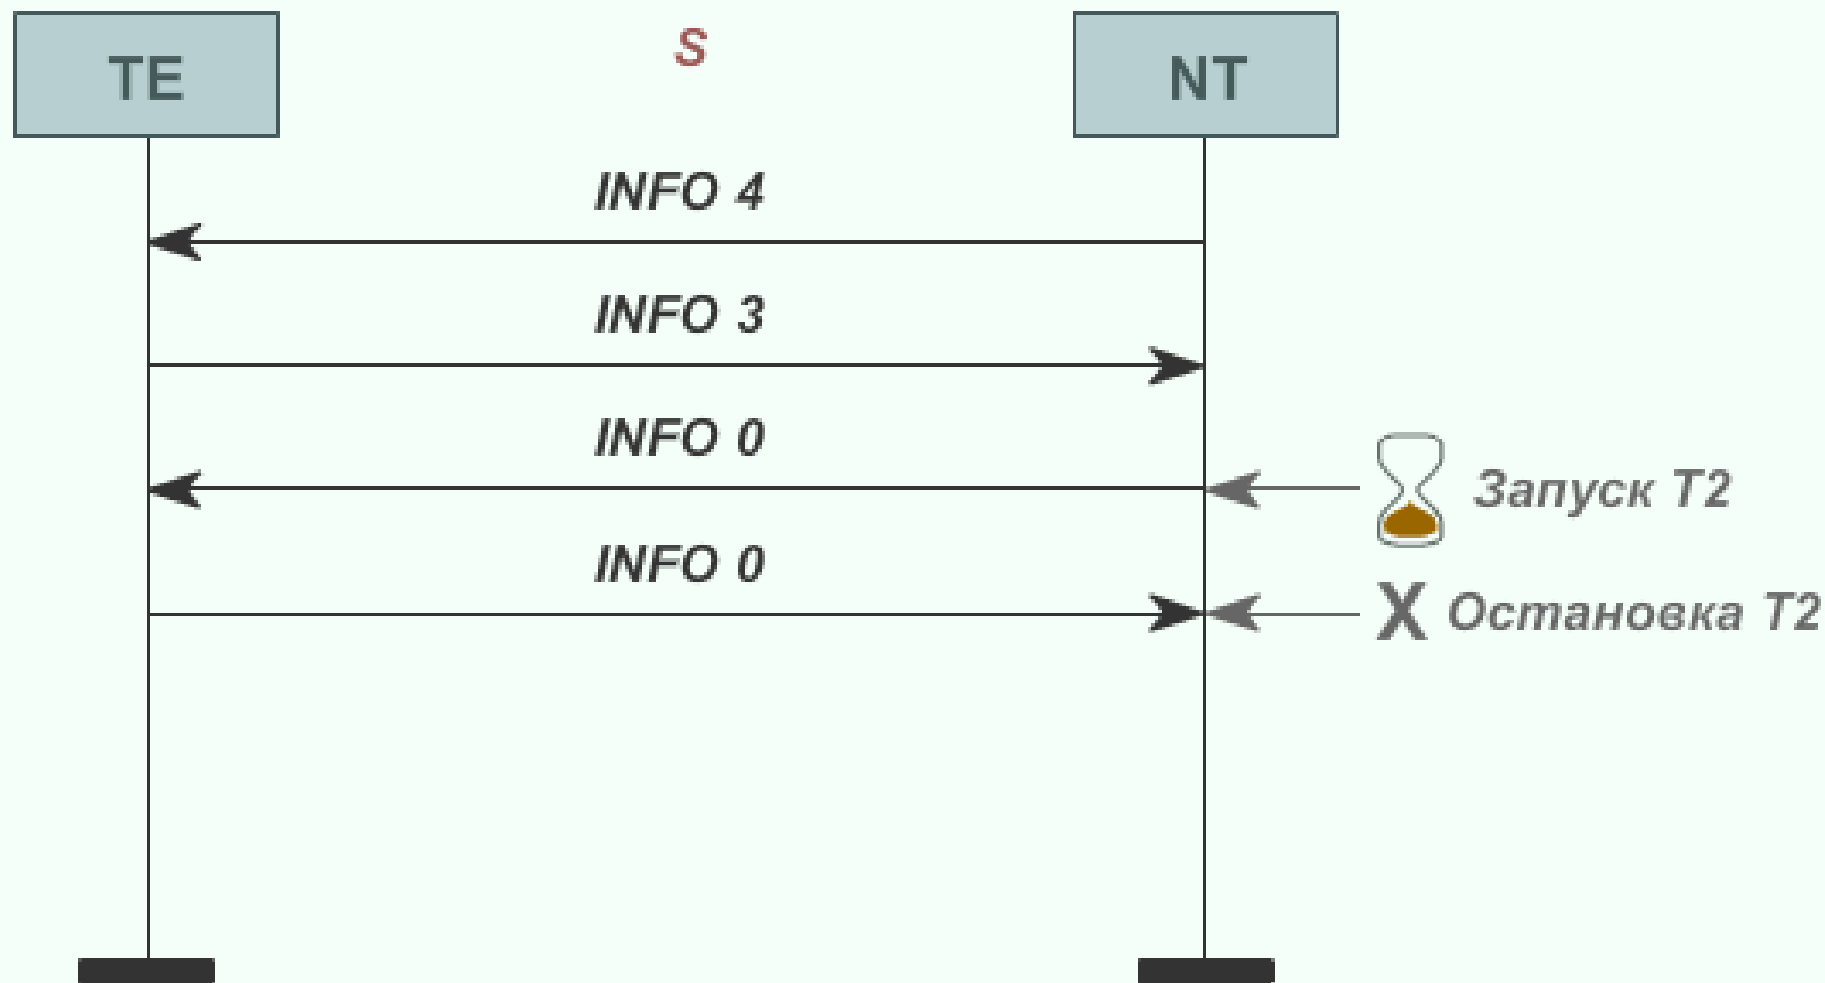 TE
S
NT
INFO 4
INFO 3
INFO 0
Запуск T2
INFO 0
X Остановка T2